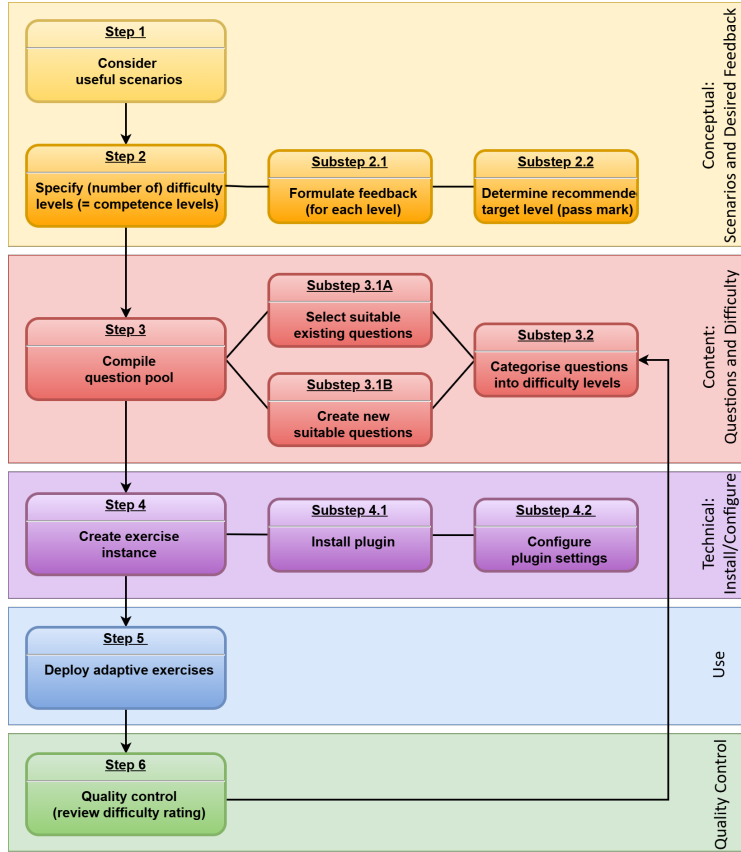 Step 1
Consider
useful scenarios
Step 2
Specify (number of) difficulty
levels (= competence levels)
Substep 2.1
Formulate feedback
(for each level)
Substep 2.2
Determine recommende
target level (pass mark)
Conceptual:
Scenarios and Desired Feedback
Step 3
Compile
question pool
Substep 3.1A
Select suitable
existing questions
Substep 3.1B
Create new
suitable questions
Substep 3.2
Categorise questions
into difficulty levels
Content:
Questions and Difficulty
Step 4
Create exercise
instance
Substep 4.1
Install plugin
Substep 4.2
Configure
plugin settings
Technical:
Install/Configure
Step 5
Deploy adaptive exercises
Use
Step 6
Quality control
(review difficulty rating)
Quality Control